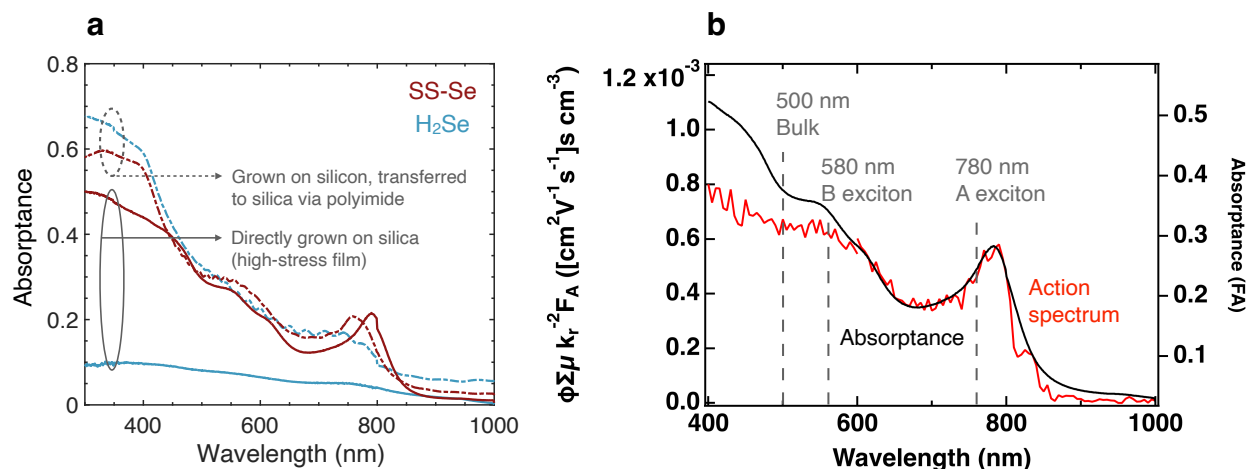 a
0.8
0.6
0.4
0.2
0
Absorptance
SS-Se
H₂Se
Grown on silicon, transferred
to silica via polyimide
Directly grown on silica
(high-stress film)
400
600
800
1000
Wavelength (nm)
b
1.2 x10⁻³
1.0
0.8
0.6
0.4
0.2
0.0
ΦΣμ kᵣ⁻²F_A ([cm²V⁻¹s⁻¹]s cm⁻³)
500 nm
Bulk
580 nm
B exciton
780 nm
A exciton
Action
spectrum
Absorptance
0.5
0.4
0.3
0.2
0.1
Absorptance (FA)
400
600
800
1000
Wavelength (nm)